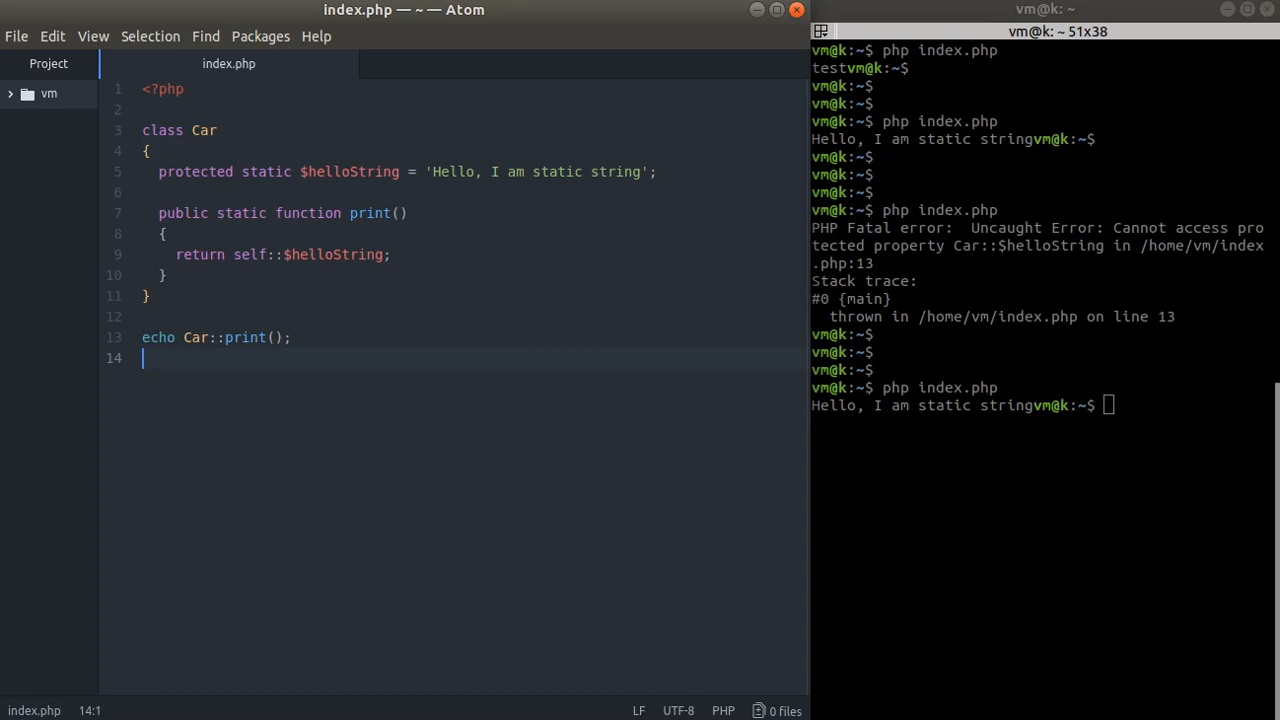 index.php — ~ — Atom
File Edit View Selection Find Packages Help
Project
vm
index.php
1 <?php
2
3 class Car
4 {
5   protected static $helloString = 'Hello, I am static string';
6
7   public static function print()
8   {
9     return self::$helloString;
10   }
11 }
12
13 echo Car::print();
14
index.php 14:1 LF UTF-8 PHP 0 files
vm@k: ~
vm@k: ~ 51x38
vm@k:~$ php index.php
testvm@k:~$
vm@k:~$
vm@k:~$
vm@k:~$ php index.php
Hello, I am static stringvm@k:~$
vm@k:~$
vm@k:~$
vm@k:~$
vm@k:~$ php index.php
PHP Fatal error:  Uncaught Error: Cannot access pro
tected property Car::$helloString in /home/vm/index
.php:13
Stack trace:
#0 {main}
  thrown in /home/vm/index.php on line 13
vm@k:~$
vm@k:~$
vm@k:~$
vm@k:~$ php index.php
Hello, I am static stringvm@k:~$